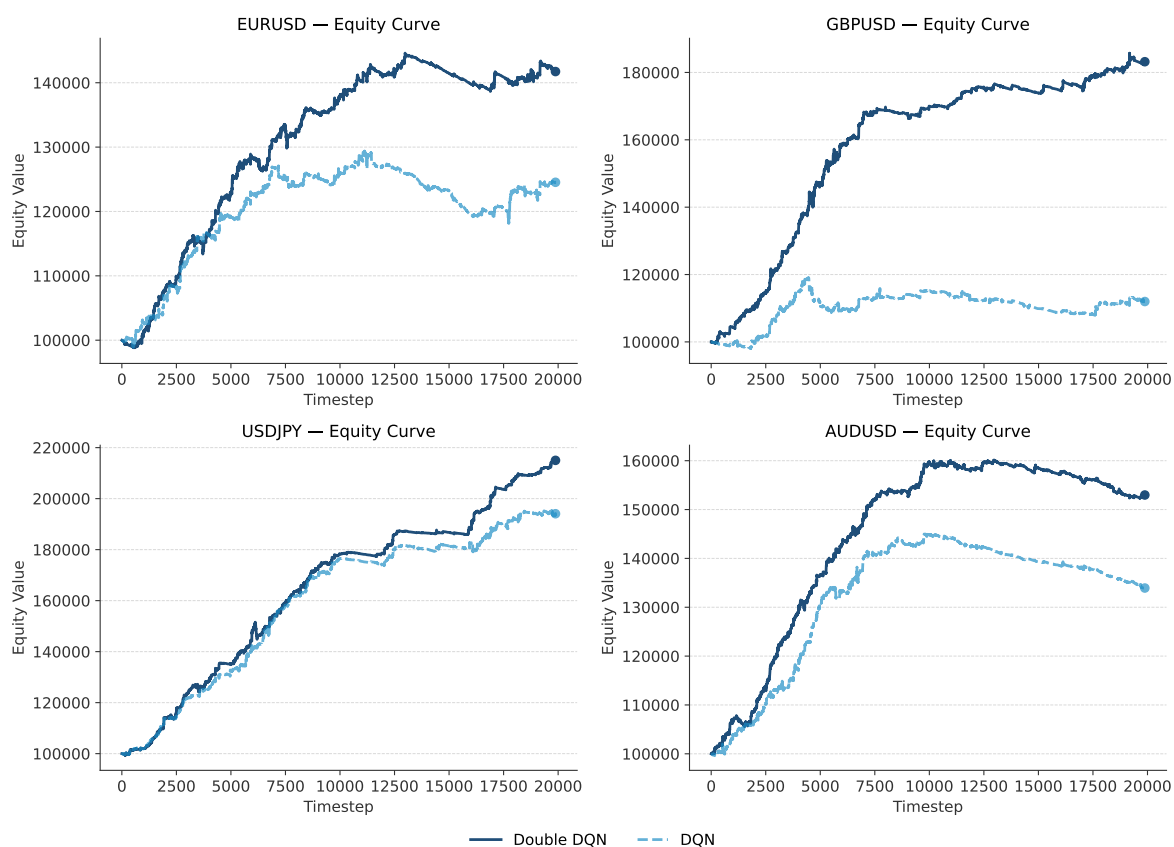 EURUSD — Equity Curve
Equity Value
140000
130000
120000
110000
100000
0 2500 5000 7500 10000 12500 15000 17500 20000
Timestep
GBPUSD — Equity Curve
Equity Value
180000
160000
140000
120000
100000
0 2500 5000 7500 10000 12500 15000 17500 20000
Timestep
USDJPY — Equity Curve
Equity Value
220000
200000
180000
160000
140000
120000
100000
0 2500 5000 7500 10000 12500 15000 17500 20000
Timestep
AUDUSD — Equity Curve
Equity Value
160000
150000
140000
130000
120000
110000
100000
0 2500 5000 7500 10000 12500 15000 17500 20000
Timestep
Double DQN DQN